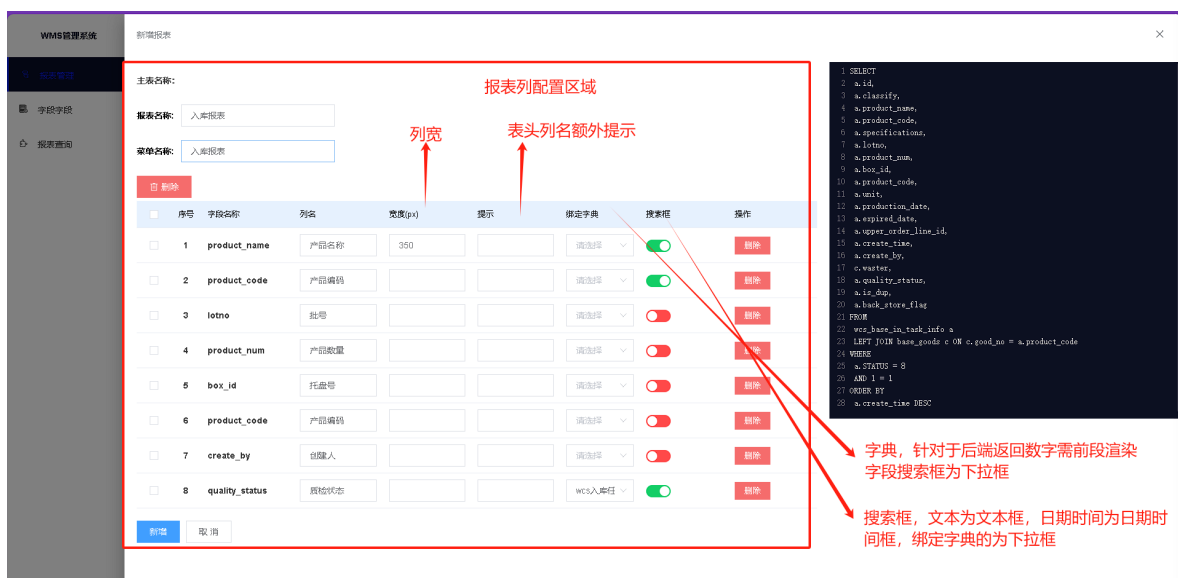 WMS管理系统
新增报表
报表管理
字段字段
报表查询
主表名称:
报表列配置区域
报表名称: 入库报表
列宽
表头列名额外提示
菜单名称: 入库报表
删除
序号 字段名称 列名 宽度(px) 提示 绑定字典 搜索框 操作
1 product_name 产品名称 350 请选择 删除
2 product_code 产品编码 请选择 删除
3 lotno 批号 请选择 删除
4 product_num 产品数量 请选择 删除
5 box_id 托盘号 请选择 删除
6 product_code 产品编码 请选择 删除
7 create_by 创建人 请选择 删除
8 quality_status 质检状态 wcs入库任 删除
新增 取 消
1 SELECT
2 a.id,
3 a.classify,
4 a.product_name,
5 a.product_code,
6 a.specifications,
7 a.lotno,
8 a.product_num,
9 a.box_id,
10 a.product_code,
11 a.unit,
12 a.production_date,
13 a.expired_date,
14 a.upper_order_line_id,
15 a.create_time,
16 a.create_by,
17 c.waster,
18 a.quality_status,
19 a.is_dup,
20 a.back_store_flag
21 FROM
22 wcs_base_in_task_info a
23 LEFT JOIN base_goods c ON c.good_no = a.product_code
24 WHERE
25 a.STATUS = 8
26 AND 1 = 1
27 ORDER BY
28 a.create_time DESC
字典，针对于后端返回数字需前段渲染
字段搜索框为下拉框
搜索框，文本为文本框，日期时间为日期时
间框，绑定字典的为下拉框